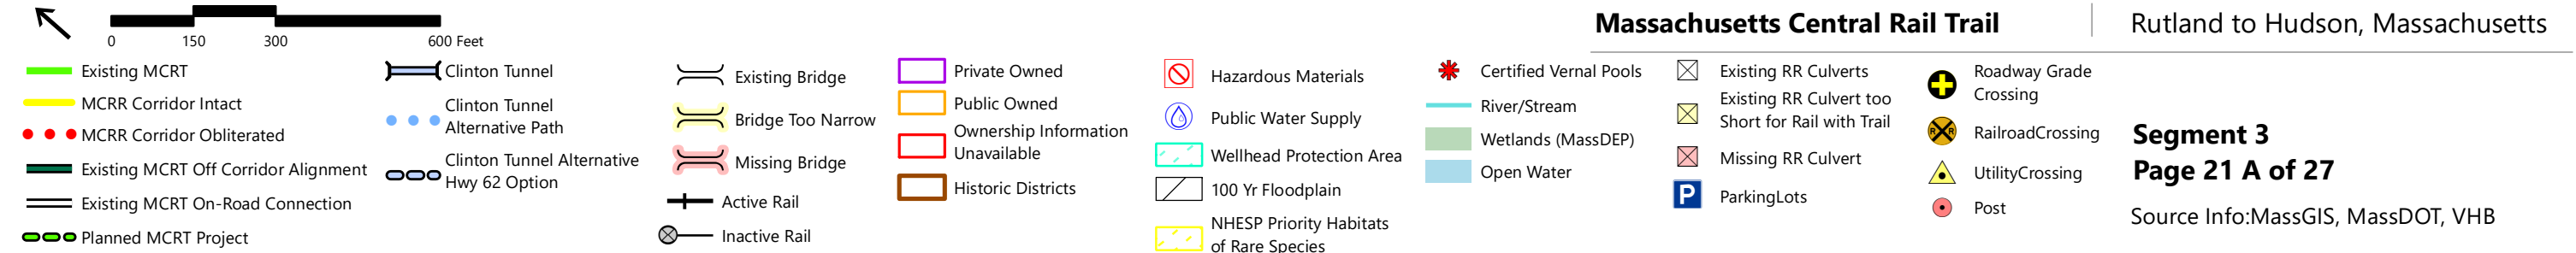 Massachusetts Central Rail Trail
Rutland to Hudson, Massachusetts
0 150 300 600 Feet
Existing MCRT
MCRR Corridor Intact
MCRR Corridor Obliterated
Existing MCRT Off Corridor Alignment
Existing MCRT On-Road Connection
Planned MCRT Project
Clinton Tunnel
Clinton Tunnel
Alternative Path
Clinton Tunnel Alternative
Hwy 62 Option
Existing Bridge
Bridge Too Narrow
Missing Bridge
Active Rail
Inactive Rail
Private Owned
Public Owned
Ownership Information
Unavailable
Historic Districts
Hazardous Materials
Public Water Supply
Wellhead Protection Area
100 Yr Floodplain
NHESP Priority Habitats
of Rare Species
Certified Vernal Pools
River/Stream
Wetlands (MassDEP)
Open Water
Existing RR Culverts
Existing RR Culvert too
Short for Rail with Trail
Missing RR Culvert
P
ParkingLots
Roadway Grade
Crossing
R R
RailroadCrossing
UtilityCrossing
Post
Segment 3
Page 21 A of 27
Source Info:MassGIS, MassDOT, VHB